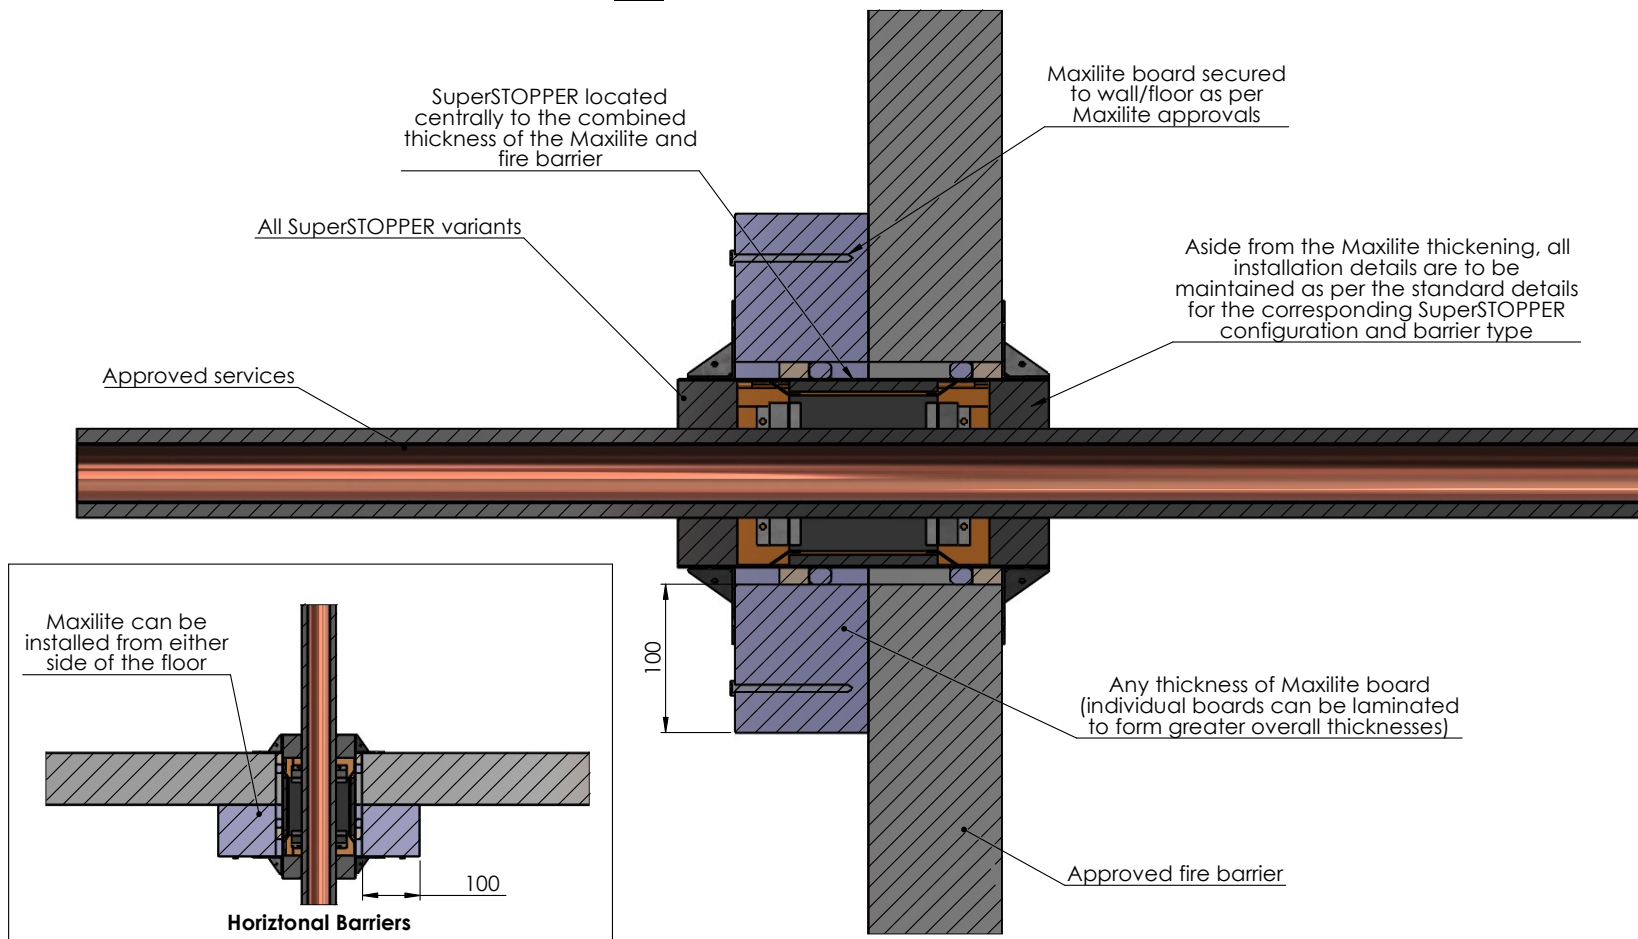 SuperSTOPPER located
centrally to the combined
thickness of the Maxilite and
fire barrier
Maxilite board secured
to wall/floor as per
Maxilite approvals
All SuperSTOPPER variants
Aside from the Maxilite thickening, all
installation details are to be
maintained as per the standard details
for the corresponding SuperSTOPPER
configuration and barrier type
Approved services
100
Any thickness of Maxilite board
(individual boards can be laminated
to form greater overall thicknesses)
Approved fire barrier
Maxilite can be
installed from either
side of the floor
100
Horiztonal Barriers